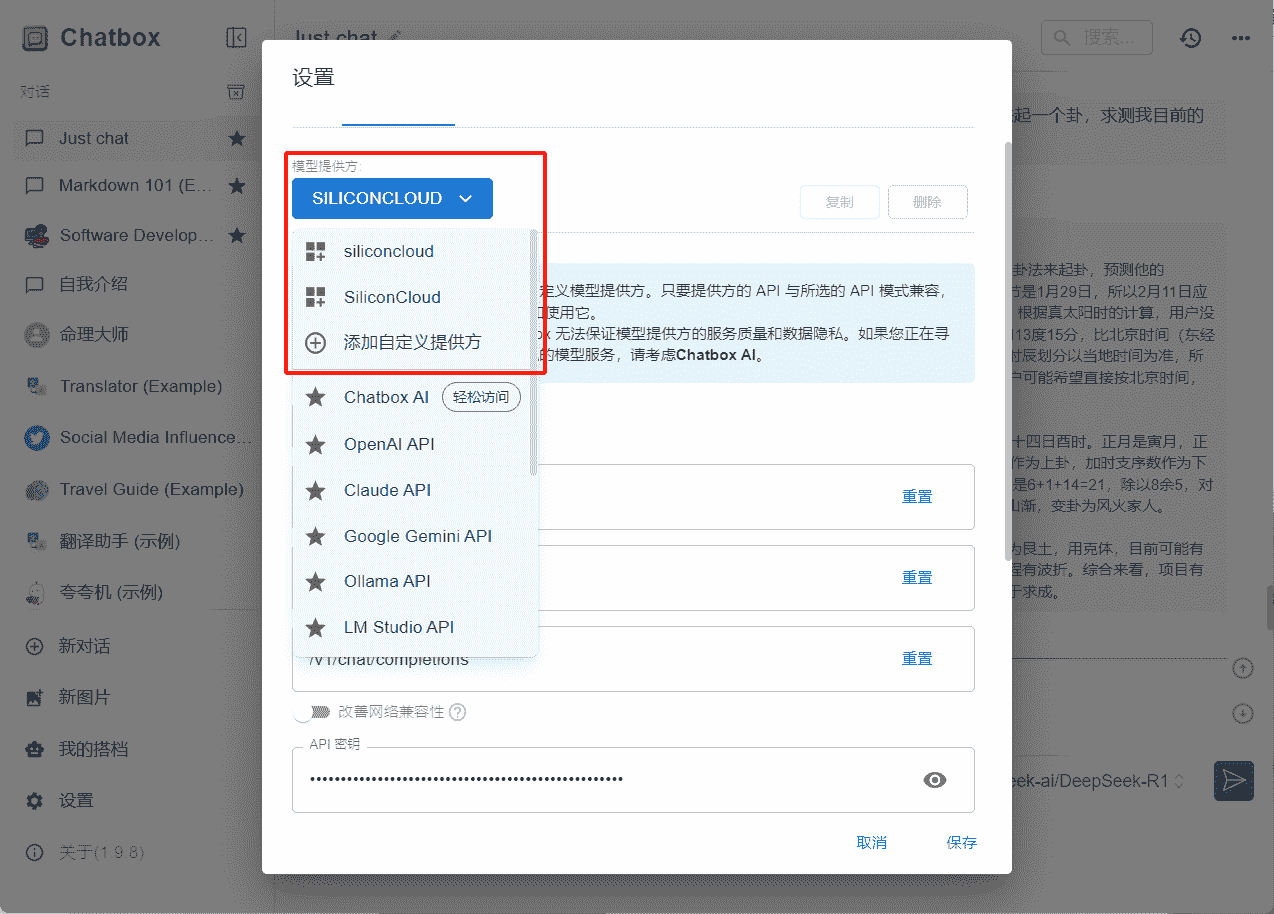 Chatbox
Just chat
搜索...
对话
Just chat
Markdown 101 (E...
Software Develop...
自我介绍
命理大师
Translator (Example)
Social Media Influence...
Travel Guide (Example)
翻译助手 (示例)
夸夸机 (示例)
新对话
新图片
我的搭档
设置
关于(1.9.8)
设置
模型提供方:
SILICONCLOUD
复制
删除
siliconcloud
SiliconCloud
添加自定义提供方
Chatbox AI 轻松访问
OpenAI API
Claude API
Google Gemini API
Ollama API
LM Studio API
定义模型提供方。只要提供方的 API 与所选的 API 模式兼容，
使用它。
无法保证模型提供方的服务质量和数据隐私。如果您正在寻
的模型服务，请考虑Chatbox AI。
重置
重置
/v1/chat/completions
重置
改善网络兼容性
API 密钥
••••••••••••••••••••••••••••••••••••••••••••••••••
取消
保存
起一个卦，求测我目前的
卦法来起卦，预测他的
是1月29日，所以2月11日应
根据真太阳时的计算，用户没
13度15分，比北京时间（东经
时辰划分以当地时间为准，所
户可能希望直接按北京时间，
十四日酉时。正月是寅月，正
作为上卦，加时支序数作为下
是6+1+14=21，除以8余5，对
山渐，变卦为风火家人。
为艮土，用克体，目前可能有
程有波折。综合来看，项目有
于求成。
eek-ai/DeepSeek-R1